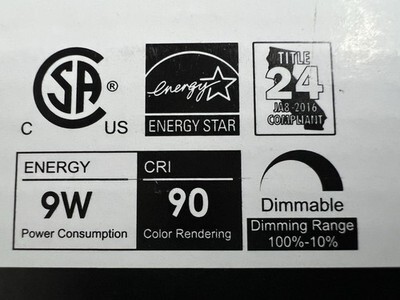 SA ®
C US
energy
ENERGY STAR
TITLE
24
JA8-2016
COMPLIANT
ENERGY
9W
Power Consumption
CRI
90
Color Rendering
Dimmable
Dimming Range
100%-10%